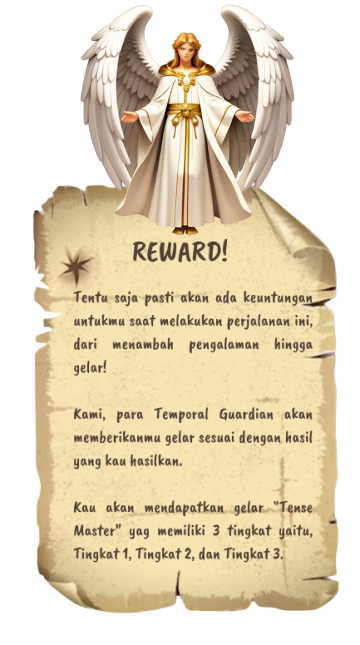 REWARD!
Tentu saja pasti akan ada keuntungan
untukmu saat melakukan perjalanan ini,
dari menambah pengalaman hingga
gelar!
Kami, para Temporal Guardian akan
memberikanmu gelar sesuai dengan hasil
yang kau hasilkan.
Kau akan mendapatkan gelar "Tense
Master" yag memiliki 3 tingkat yaitu,
Tingkat 1, Tingkat 2, dan Tingkat 3.